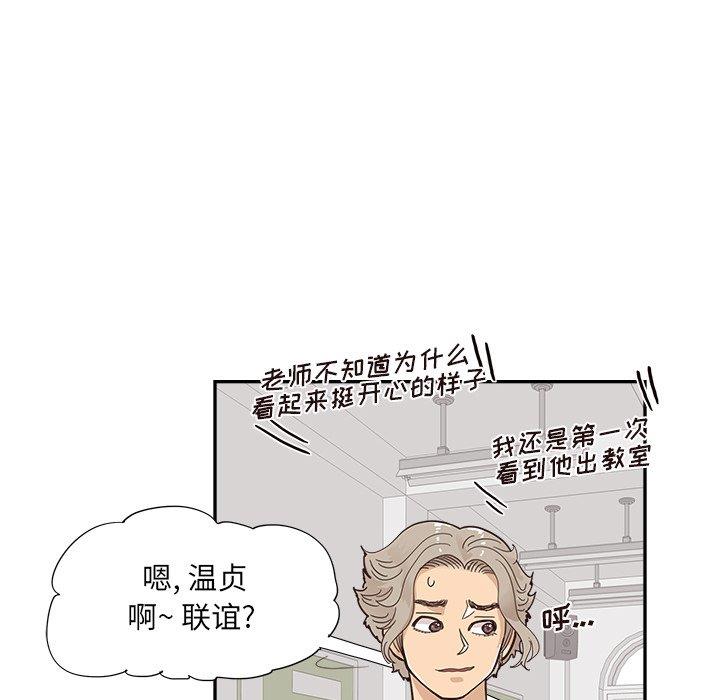 老师不知道为什么
看起来挺开心的样子
我还是第一次
看到他出教室
嗯, 温贞
啊~ 联谊?
呼...